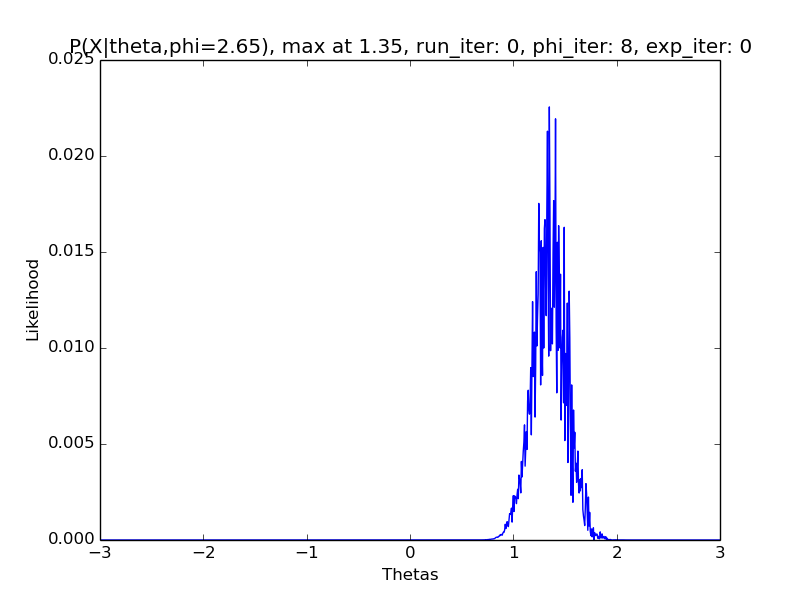 P(X|theta,phi=2.65), max at 1.35, run_iter: 0, phi_iter: 8, exp_iter: 0
0.025
0.020
0.015
0.010
0.005
0.000
Likelihood
−3 −2 −1 0 1 2 3
Thetas